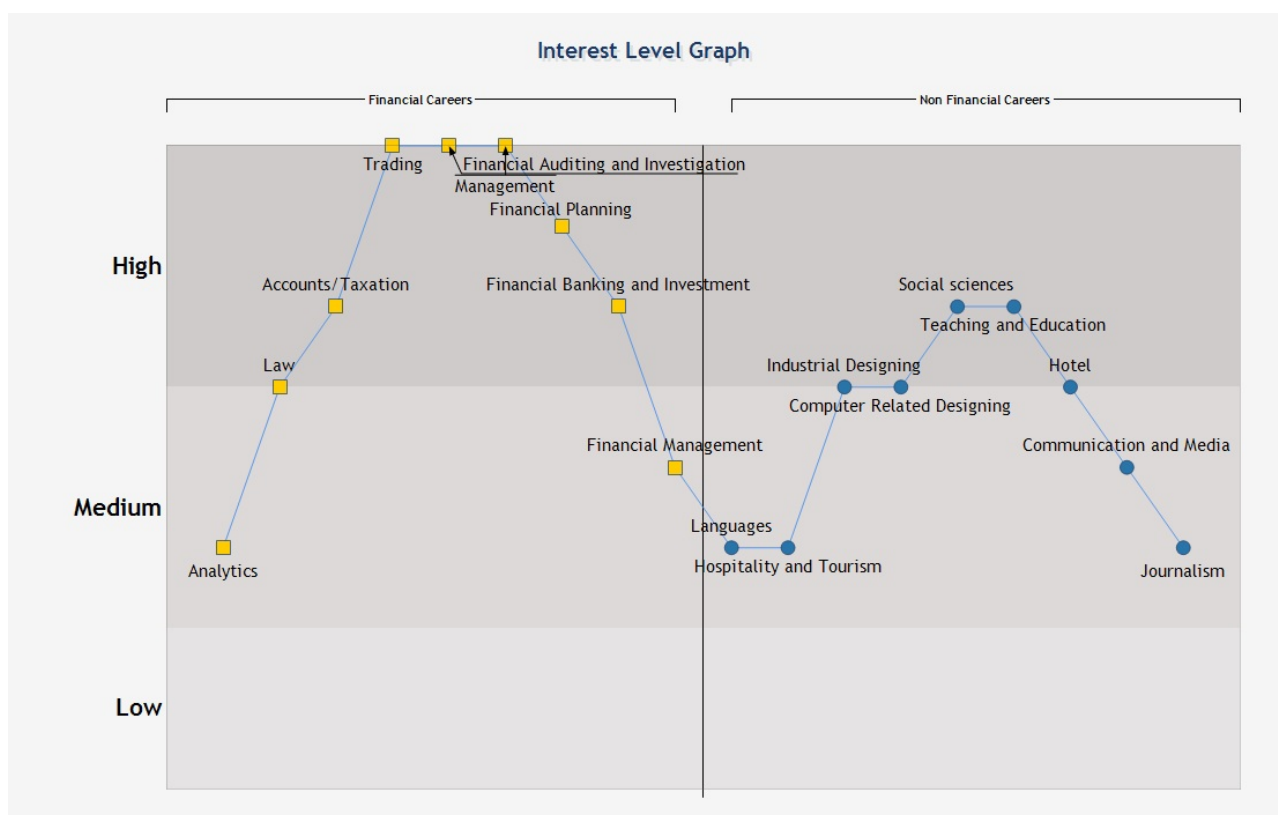 Interest Level Graph
Financial Careers
Non Financial Careers
Trading
Financial Auditing and Investigation
Management
Financial Planning
High
Accounts/Taxation
Financial Banking and Investment
Social sciences
Teaching and Education
Law
Industrial Designing
Hotel
Computer Related Designing
Financial Management
Communication and Media
Medium
Languages
Hospitality and Tourism
Analytics
Journalism
Low